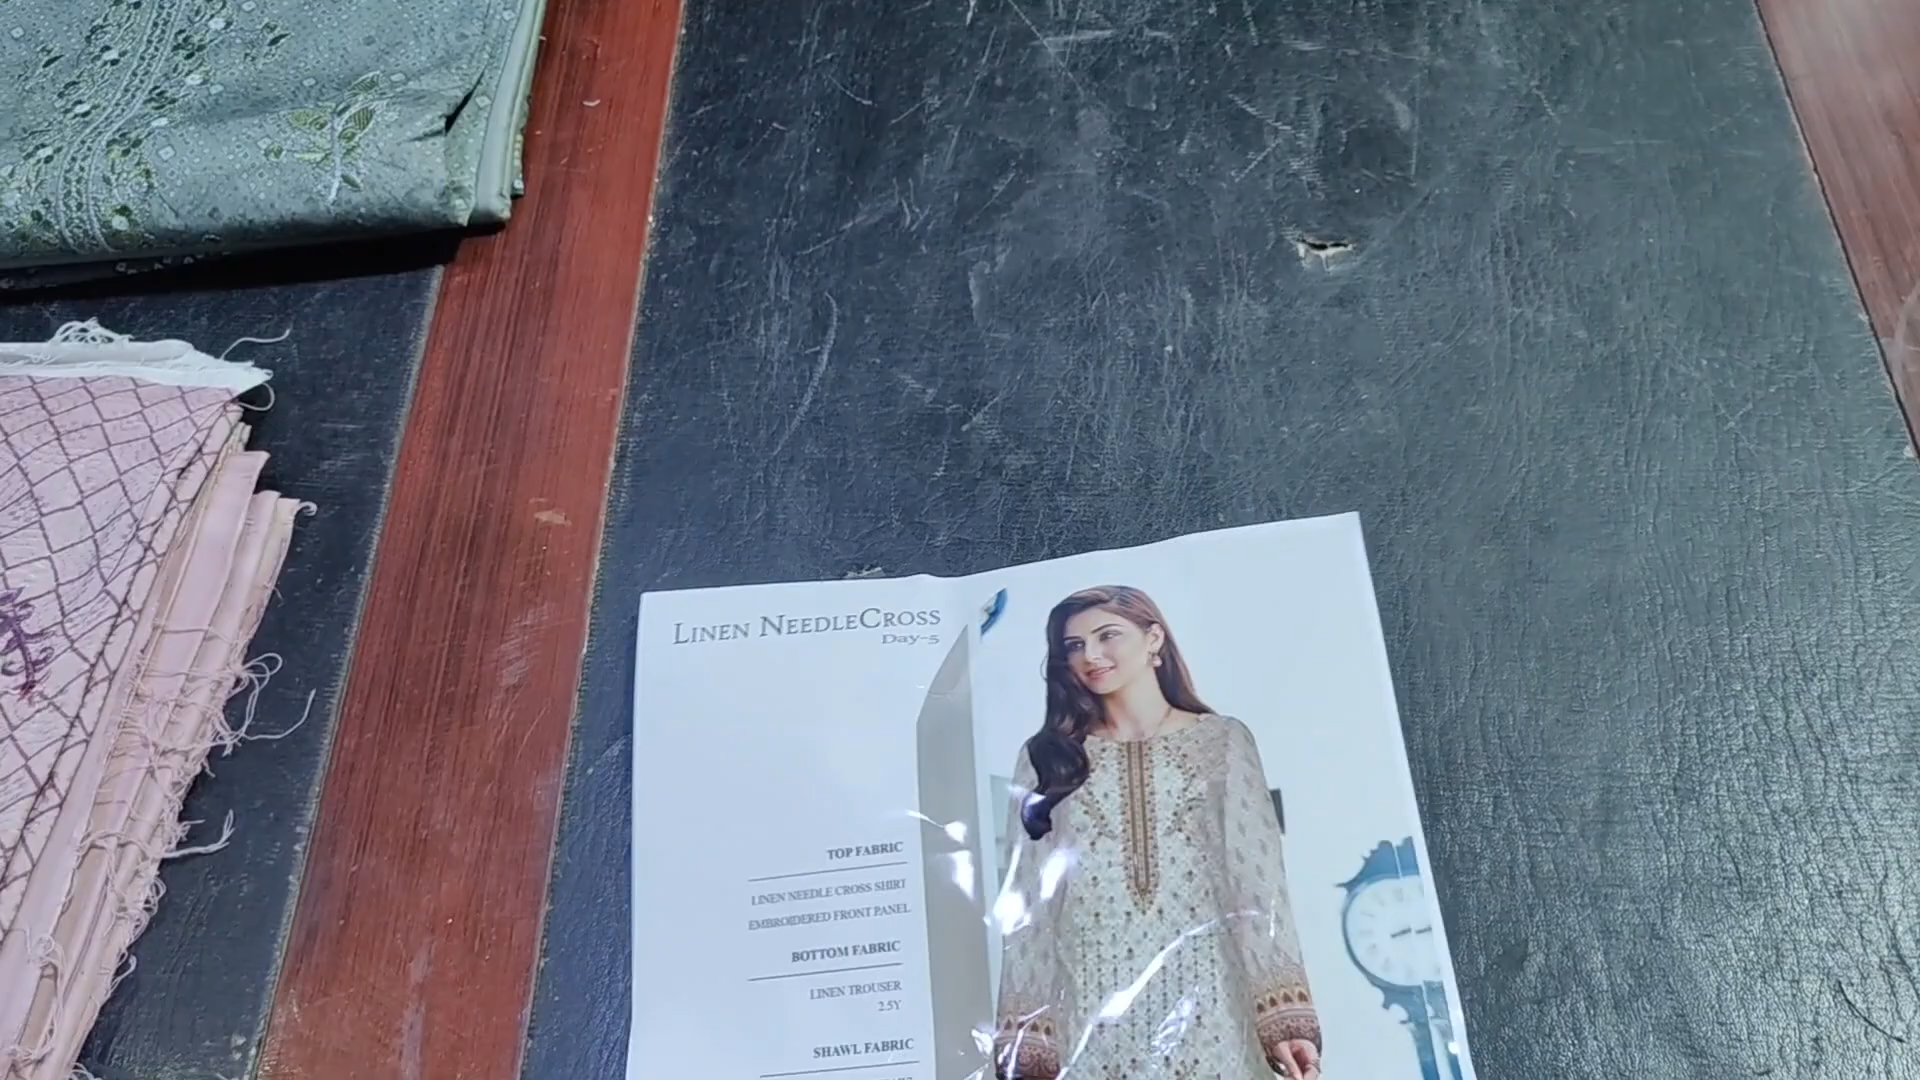 LINEN NEEDLECROSS
Day-5
TOP FABRIC
LINEN NEEDLE CROSS SHIRT
EMBROIDERED FRONT PANEL
BOTTOM FABRIC
LINEN TROUSER
2.5Y
SHAWL FABRIC